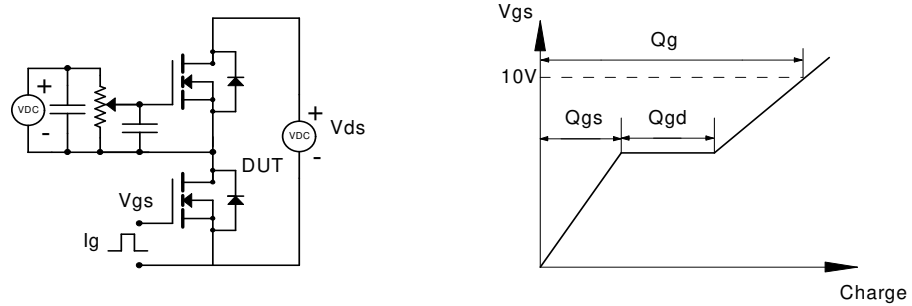 +
VDC
-
+
VDC
-
Vds
DUT
Vgs
Ig
Vgs
Qg
10V
Qgs
Qgd
Charge